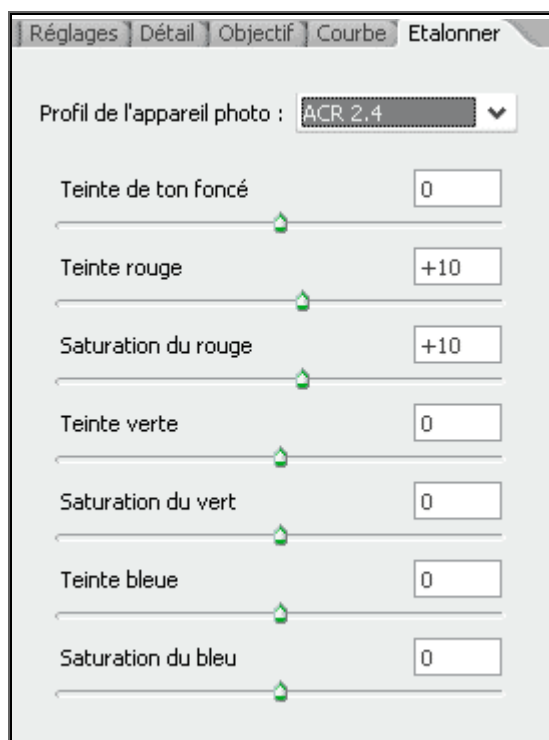 Réglages Détail Objectif Courbe Etalonner
Profil de l'appareil photo : ACR 2.4
Teinte de ton foncé 0
Teinte rouge +10
Saturation du rouge +10
Teinte verte 0
Saturation du vert 0
Teinte bleue 0
Saturation du bleu 0